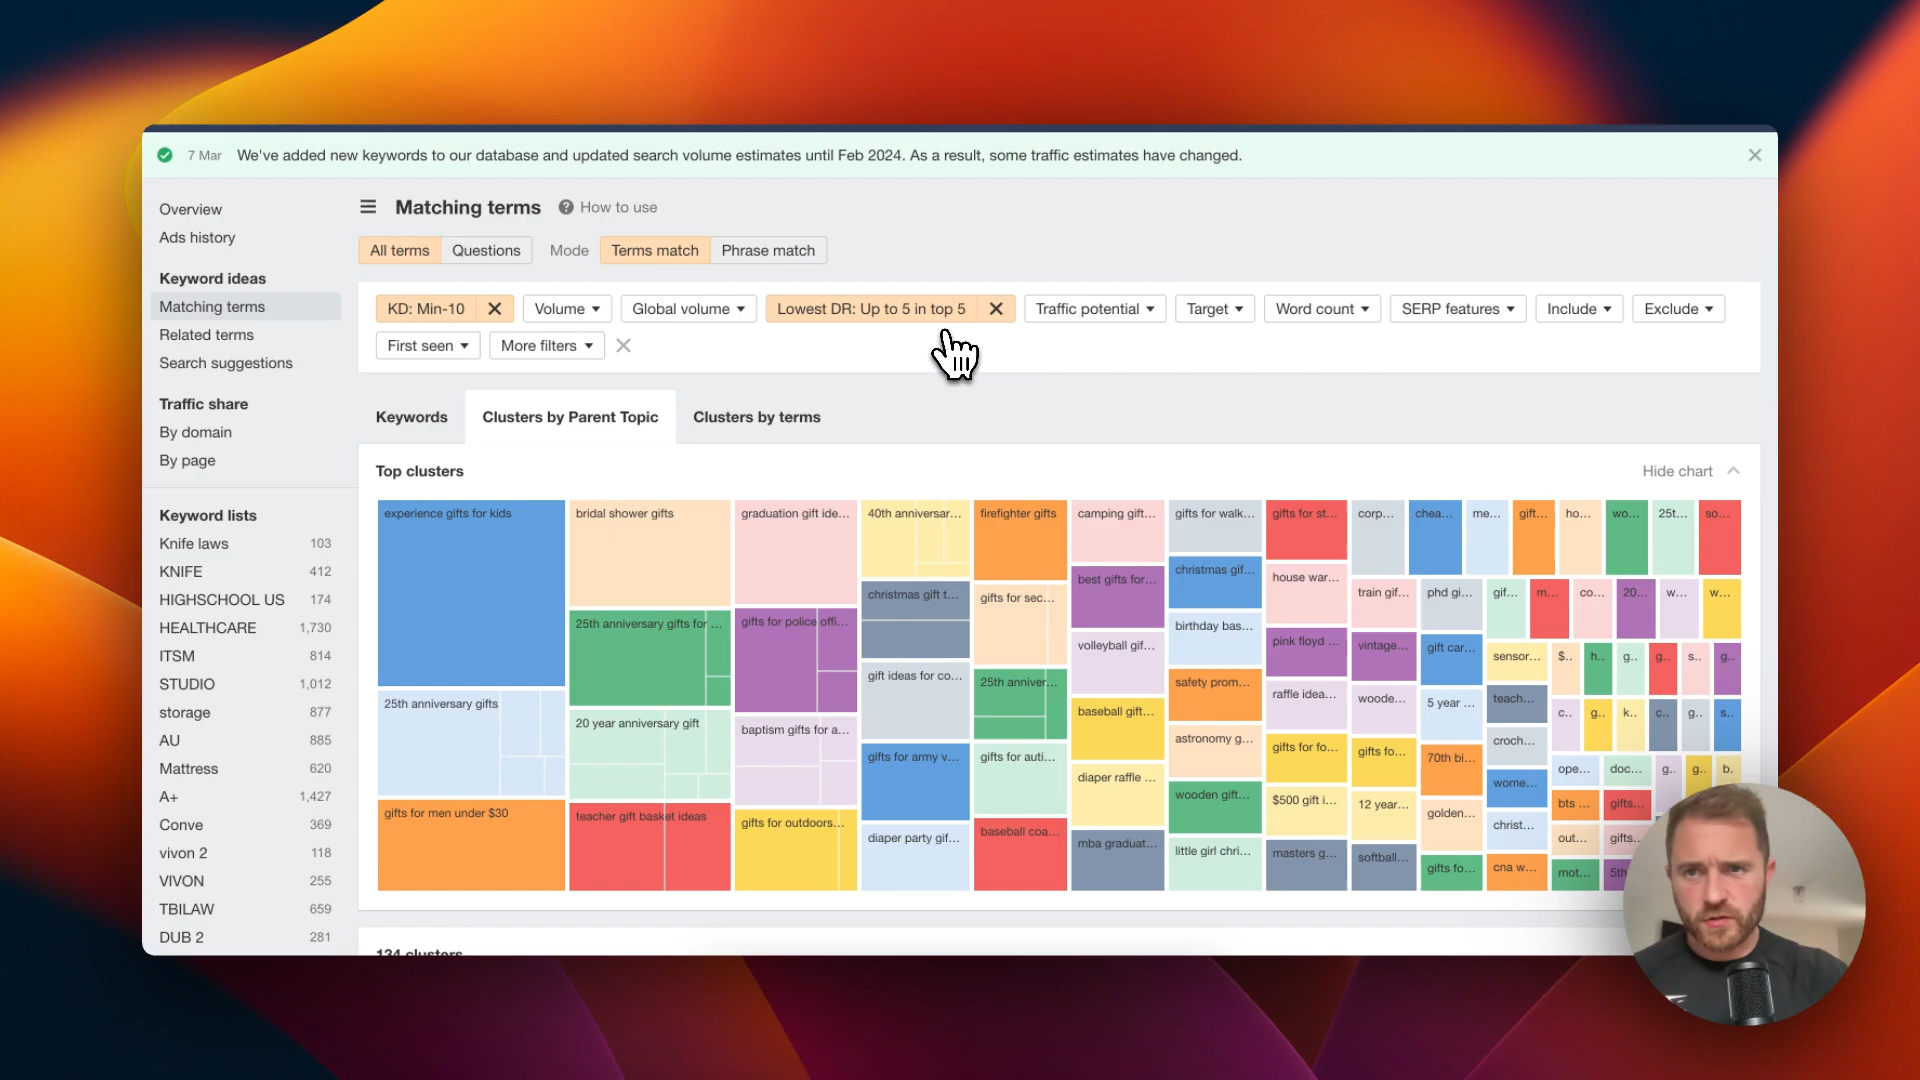 7 Mar We've added new keywords to our database and updated search volume estimates until Feb 2024. As a result, some traffic estimates have changed.
Overview
Ads history
Keyword ideas
Matching terms
Related terms
Search suggestions
Traffic share
By domain
By page
Keyword lists
Knife laws 103
KNIFE 412
HIGHSCHOOL US 174
HEALTHCARE 1,730
ITSM 814
STUDIO 1,012
storage 877
AU 885
Mattress 620
A+ 1,427
Conve 369
vivon 2 118
VIVON 255
TBILAW 659
DUB 2 281
Matching terms How to use
All terms Questions Mode Terms match Phrase match
KD: Min-10 Volume Global volume Lowest DR: Up to 5 in top 5 Traffic potential Target Word count SERP features Include Exclude
First seen More filters
Keywords Clusters by Parent Topic Clusters by terms
Top clusters Hide chart
experience gifts for kids
25th anniversary gifts
gifts for men under $30
bridal shower gifts
25th anniversary gifts for ...
20 year anniversary gift
teacher gift basket ideas
graduation gift ide...
gifts for police offi...
baptism gifts for a...
gifts for outdoors...
40th anniversar...
christmas gift t...
gift ideas for co...
gifts for army v...
diaper party gif...
firefighter gifts
gifts for sec...
25th anniver...
gifts for auti...
baseball coa...
camping gift...
best gifts for...
volleyball gif...
baseball gift...
diaper raffle ...
mba graduat...
gifts for walk...
christmas gif...
birthday bas...
safety prom...
astronomy g...
wooden gift...
little girl chri...
gifts for st...
house war...
pink floyd ...
raffle idea...
gifts for fo...
$500 gift i...
masters g...
corp...
chea...
me...
gift...
ho...
wo...
25t...
so...
train gif...
vintage...
woode...
gifts fo...
12 year...
softball...
phd gi...
gift car...
5 year ...
70th bi...
golden...
gifts fo...
gif...
m...
co...
20...
w...
w...
sensor...
teach...
croch...
wome...
christ...
cna w...
$..
h..
g..
g..
s..
g..
c..
g..
k..
c..
g..
s..
ope...
doc...
g..
g..
b.
bts ...
gifts...
out...
gifts...
mot...
5th
134 clusters